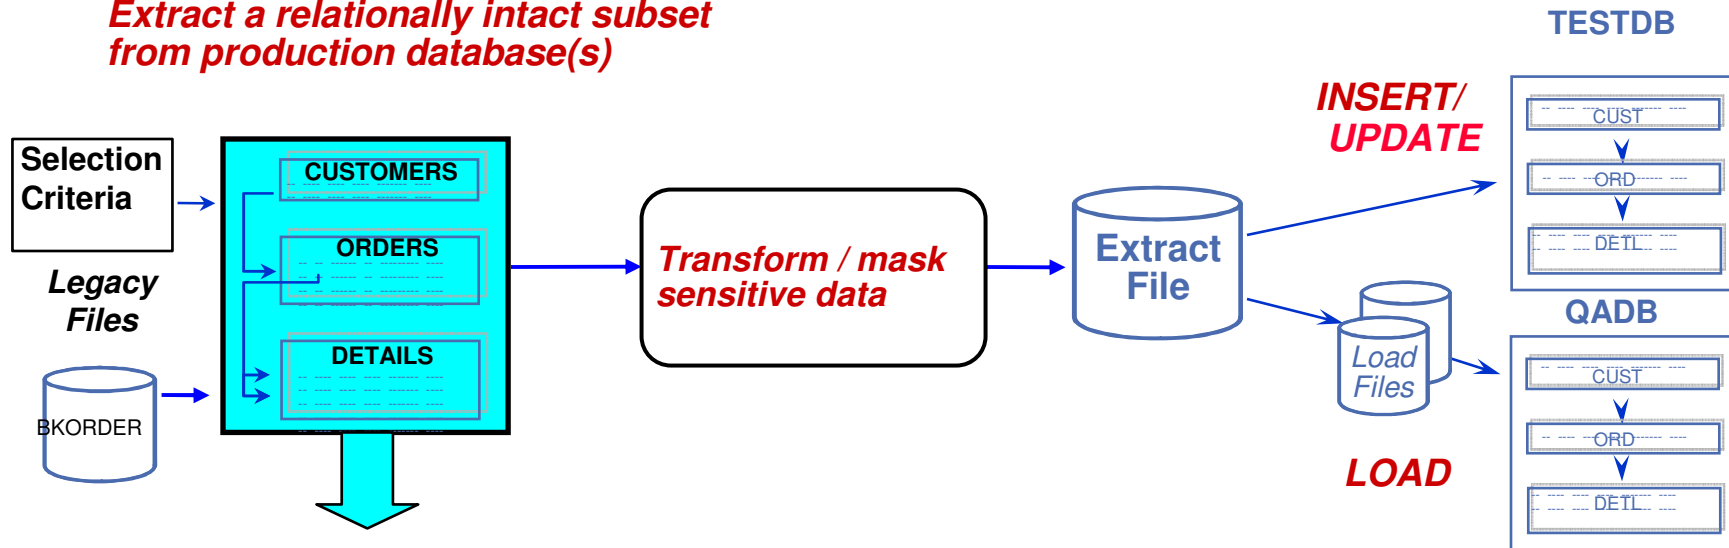 Extract a relationally intact subset
from production database(s)
TESTDB
INSERT/
UPDATE
CUST
ORD
DETL
Selection
Criteria
CUSTOMERS
ORDERS
DETAILS
Legacy
Files
BKORDER
Transform / mask
sensitive data
Extract
File
Load
Files
LOAD
QADB
CUST
ORD
DETL